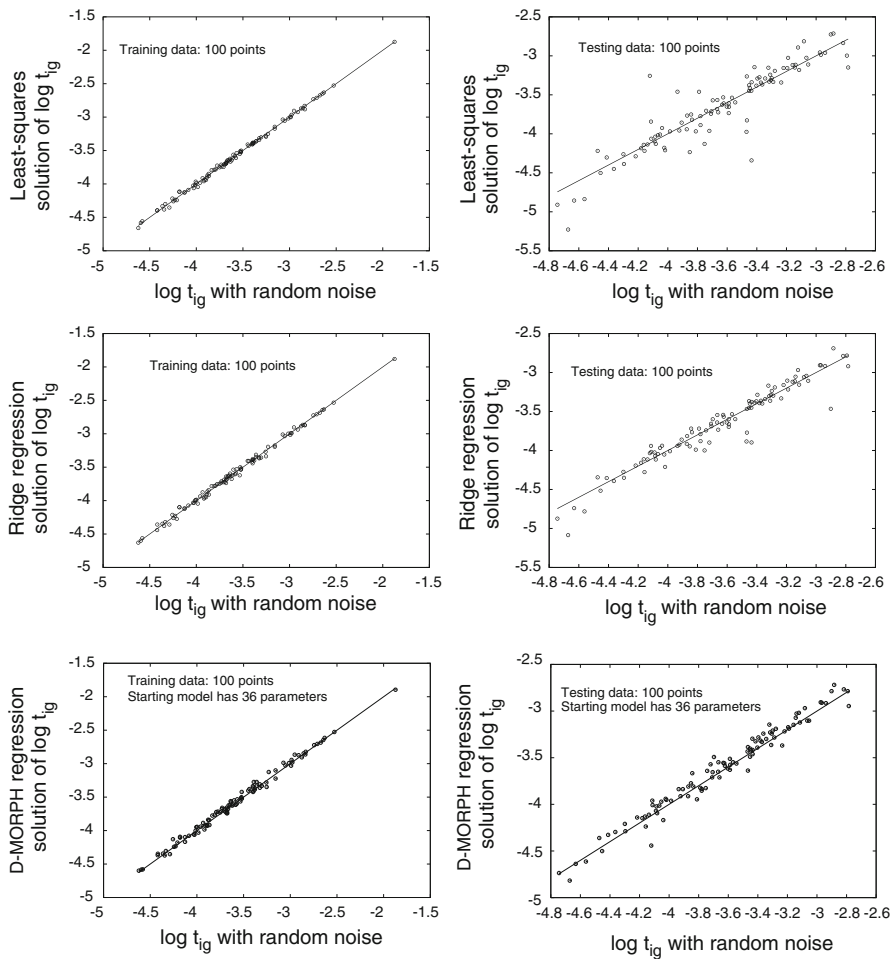 Least-squares
solution of log t_ig
Training data: 100 points
-1.5
-2
-2.5
-3
-3.5
-4
-4.5
-5
-5 -4.5 -4 -3.5 -3 -2.5 -2 -1.5
log t_ig with random noise
Least-squares
solution of log t_ig
Testing data: 100 points
-2.5
-3
-3.5
-4
-4.5
-5
-5.5
-4.8 -4.6 -4.4 -4.2 -4 -3.8 -3.6 -3.4 -3.2 -3 -2.8 -2.6
log t_ig with random noise
Ridge regression
solution of log t_ig
Training data: 100 points
-1.5
-2
-2.5
-3
-3.5
-4
-4.5
-5
-5 -4.5 -4 -3.5 -3 -2.5 -2 -1.5
log t_ig with random noise
Ridge regression
solution of log t_ig
Testing data: 100 points
-2.5
-3
-3.5
-4
-4.5
-5
-5.5
-4.8 -4.6 -4.4 -4.2 -4 -3.8 -3.6 -3.4 -3.2 -3 -2.8 -2.6
log t_ig with random noise
D-MORPH regression
solution of log t_ig
Training data: 100 points
Starting model has 36 parameters
-1.5
-2
-2.5
-3
-3.5
-4
-4.5
-5
-5 -4.5 -4 -3.5 -3 -2.5 -2 -1.5
log t_ig with random noise
D-MORPH regression
solution of log t_ig
Testing data: 100 points
Starting model has 36 parameters
-2.5
-3
-3.5
-4
-4.5
-5
-4.8 -4.6 -4.4 -4.2 -4 -3.8 -3.6 -3.4 -3.2 -3 -2.8 -2.6
log t_ig with random noise